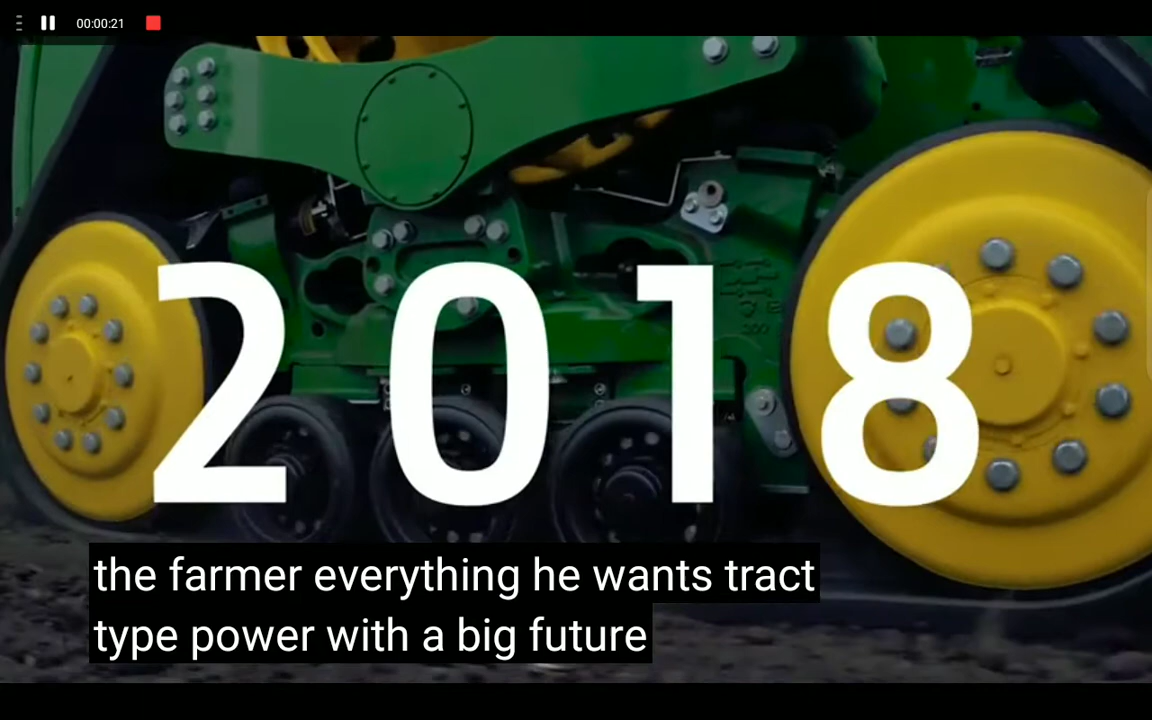 00:00:21
2018
the farmer everything he wants tract
type power with a big future